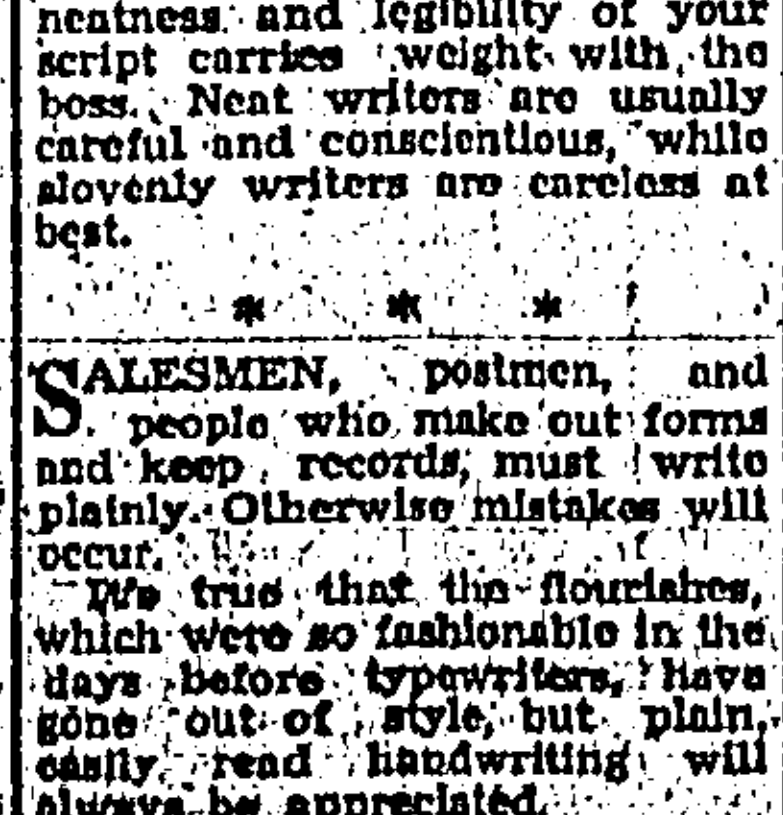 neatness and legibility of your
script carries weight with the
boss. Neat writers are usually
careful and conscientious, while
slovenly writers are careless at
best.
* * *
SALESMEN, postmen, and
people who make out forms
and keep records, must write
plainly. Otherwise mistakes will
occur.
It's true that the flourishes,
which were so fashionable in the
days before typewriters, have
gone out of style, but plain,
easily read handwriting will
always be appreciated.